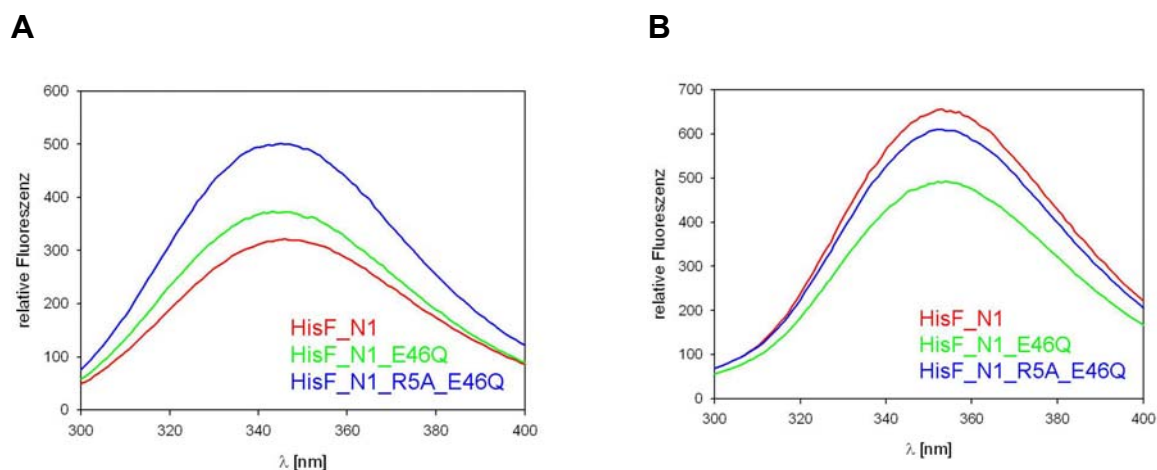 A
B
relative Fluoreszenz
600
500
400
300
200
100
0
HisF_N1
HisF_N1_E46Q
HisF_N1_R5A_E46Q
300
320
340
360
380
400
λ [nm]
relative Fluoreszenz
700
600
500
400
300
200
100
0
HisF_N1
HisF_N1_E46Q
HisF_N1_R5A_E46Q
300
320
340
360
380
400
λ [nm]